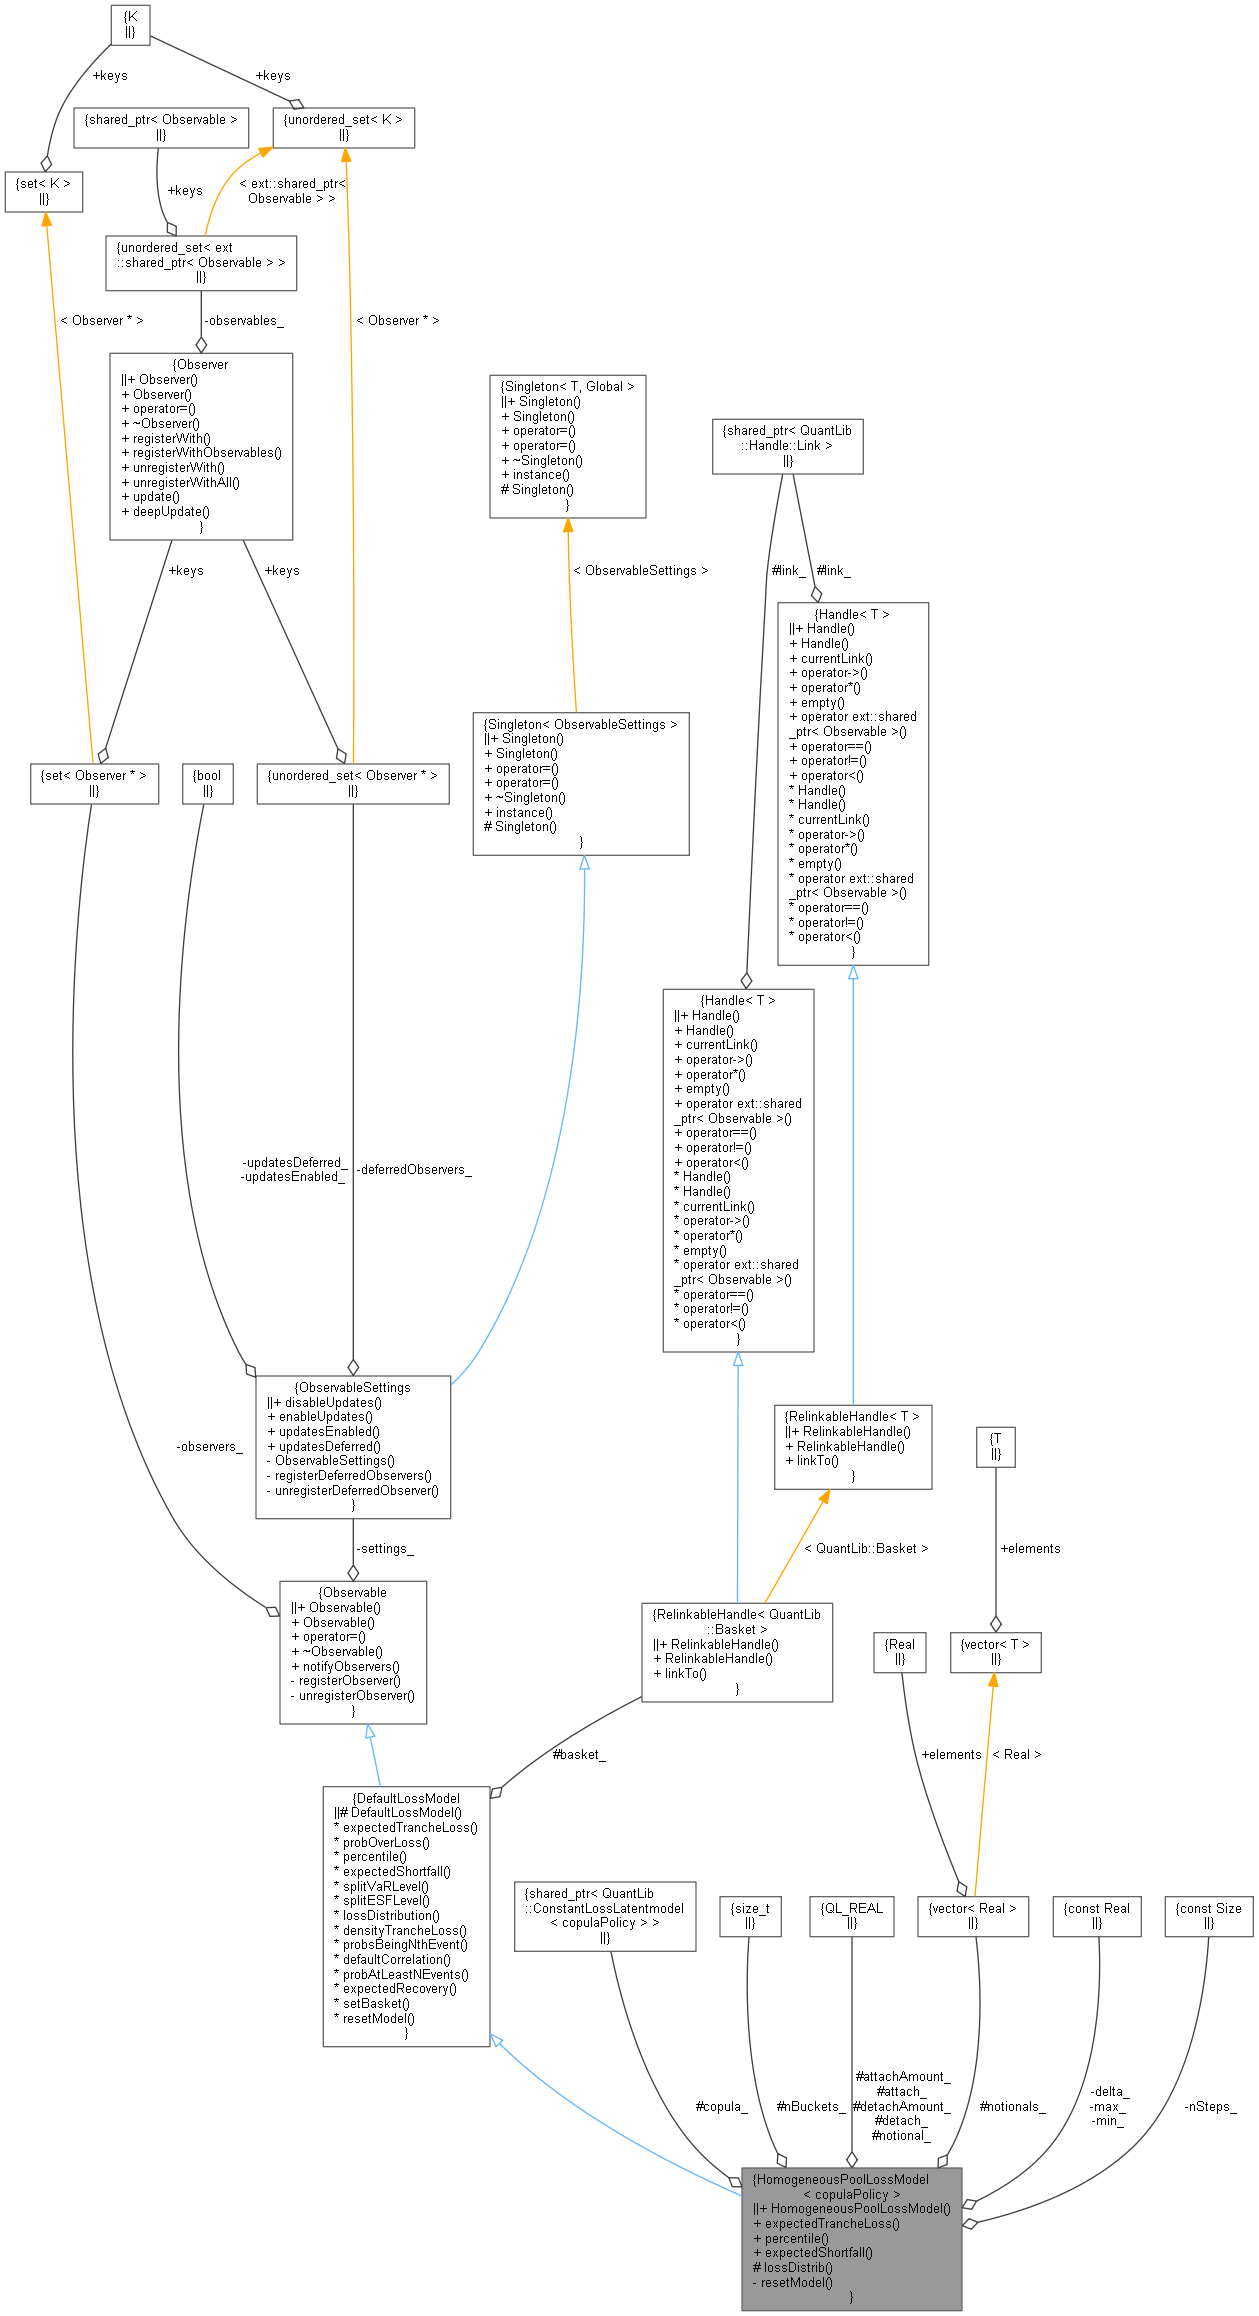 {K
||}
+keys
+keys
{shared_ptr< Observable >
||}
{unordered_set< K >
||}
{set< K >
||}
+keys
< ext::shared_ptr<
Observable > >
{unordered_set< ext
::shared_ptr< Observable > >
||}
< Observer * >
-observables_
< Observer * >
{Observer
||+ Observer()
+ Observer()
+ operator=()
+ ~Observer()
+ registerWith()
+ registerWithObservables()
+ unregisterWith()
+ unregisterWithAll()
+ update()
+ deepUpdate()
}
{Singleton< T, Global >
||+ Singleton()
+ Singleton()
+ operator=()
+ operator=()
+ ~Singleton()
+ instance()
# Singleton()
}
{shared_ptr< QuantLib
::Handle::Link >
||}
+keys
+keys
< ObservableSettings >
#link_
#link_
{Handle< T >
||+ Handle()
+ Handle()
+ currentLink()
+ operator->()
+ operator*()
+ empty()
+ operator ext::shared
_ptr< Observable >()
+ operator==()
+ operator!=()
+ operator<()
* Handle()
* Handle()
* currentLink()
* operator->()
* operator*()
* empty()
* operator ext::shared
_ptr< Observable >()
* operator==()
* operator!=()
* operator<()
}
{Singleton< ObservableSettings >
||+ Singleton()
+ Singleton()
+ operator=()
+ operator=()
+ ~Singleton()
+ instance()
# Singleton()
}
{set< Observer * >
||}
{bool
||}
{unordered_set< Observer * >
||}
{Handle< T >
||+ Handle()
+ Handle()
+ currentLink()
+ operator->()
+ operator*()
+ empty()
+ operator ext::shared
_ptr< Observable >()
+ operator==()
+ operator!=()
+ operator<()
* Handle()
* Handle()
* currentLink()
* operator->()
* operator*()
* empty()
* operator ext::shared
_ptr< Observable >()
* operator==()
* operator!=()
* operator<()
}
-updatesDeferred_
-updatesEnabled_
-deferredObservers_
-observers_
{ObservableSettings
||+ disableUpdates()
+ enableUpdates()
+ updatesEnabled()
+ updatesDeferred()
- ObservableSettings()
- registerDeferredObservers()
- unregisterDeferredObserver()
}
{RelinkableHandle< T >
||+ RelinkableHandle()
+ RelinkableHandle()
+ linkTo()
}
{T
||}
-settings_
< QuantLib::Basket >
+elements
{Observable
||+ Observable()
+ Observable()
+ operator=()
+ ~Observable()
+ notifyObservers()
- registerObserver()
- unregisterObserver()
}
{RelinkableHandle< QuantLib
::Basket >
||+ RelinkableHandle()
+ RelinkableHandle()
+ linkTo()
}
{Real
||}
{vector< T >
||}
#basket_
+elements
< Real >
{DefaultLossModel
||# DefaultLossModel()
* expectedTrancheLoss()
* probOverLoss()
* percentile()
* expectedShortfall()
* splitVaRLevel()
* splitESFLevel()
* lossDistribution()
* densityTrancheLoss()
* probsBeingNthEvent()
* defaultCorrelation()
* probAtLeastNEvents()
* expectedRecovery()
* setBasket()
* resetModel()
}
{shared_ptr< QuantLib
::ConstantLossLatentmodel
< copulaPolicy > >
||}
{size_t
||}
{QL_REAL
||}
{vector< Real >
||}
{const Real
||}
{const Size
||}
#copula_
#nBuckets_
#attachAmount_
#attach_
#detachAmount_
#detach_
#notional_
#notionals_
-delta_
-max_
-min_
-nSteps_
{HomogeneousPoolLossModel
< copulaPolicy >
||+ HomogeneousPoolLossModel()
+ expectedTrancheLoss()
+ percentile()
+ expectedShortfall()
# lossDistrib()
- resetModel()
}